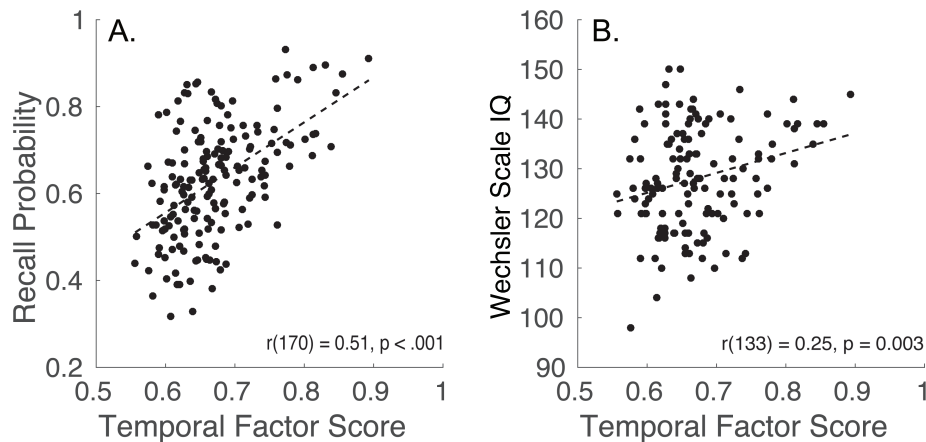 A.
1
0.8
0.6
0.4
0.2
Recall Probability
r(170) = 0.51, p < .001
0.5 0.6 0.7 0.8 0.9 1
Temporal Factor Score
B.
160
150
140
130
120
110
100
90
Wechsler Scale IQ
r(133) = 0.25, p = 0.003
0.5 0.6 0.7 0.8 0.9 1
Temporal Factor Score